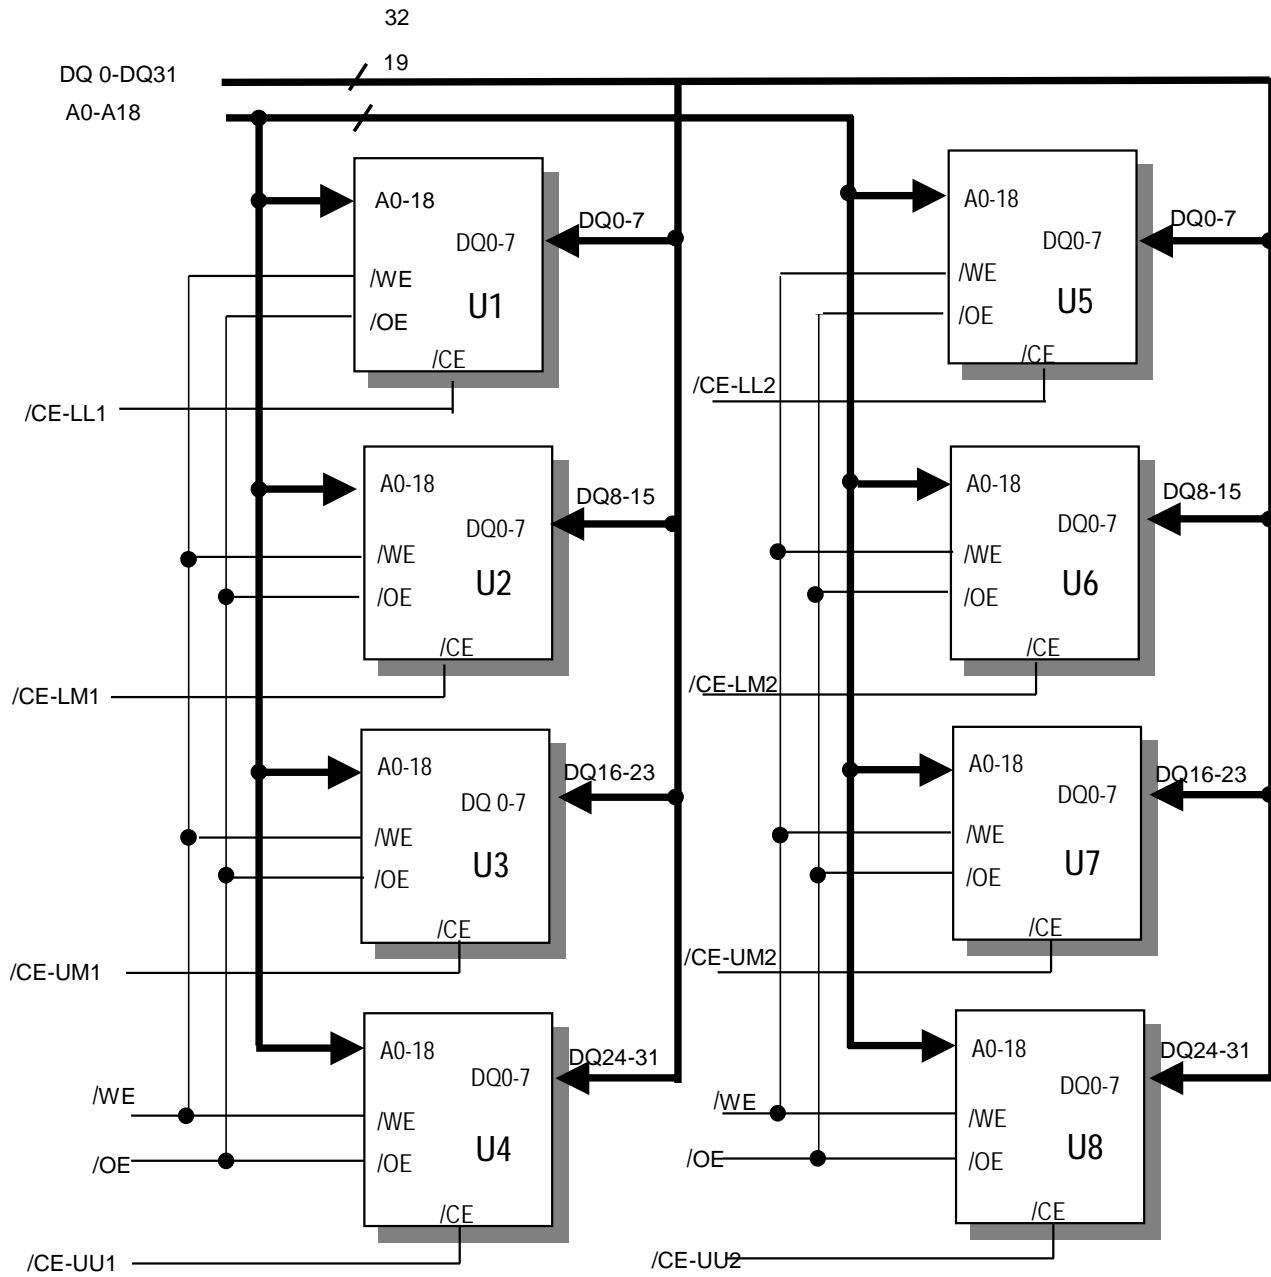 32
19
DQ 0-DQ31
A0-A18
A0-18
DQ0-7
/WE
U1
/OE
/CE
DQ0-7
/CE-LL1
A0-18
DQ0-7
/WE
U5
/OE
/CE
DQ0-7
/CE-LL2
A0-18
DQ0-7
/WE
U2
/OE
/CE
DQ8-15
/CE-LM1
A0-18
DQ0-7
/WE
U6
/OE
/CE
DQ8-15
/CE-LM2
A0-18
DQ 0-7
/WE
U3
/OE
/CE
DQ16-23
/CE-UM1
A0-18
DQ0-7
/WE
U7
/OE
/CE
DQ16-23
/CE-UM2
A0-18
DQ0-7
/WE
U4
/OE
/CE
DQ24-31
/WE
/OE
/CE-UU1
A0-18
DQ0-7
/WE
U8
/OE
/CE
DQ24-31
/WE
/OE
/CE-UU2